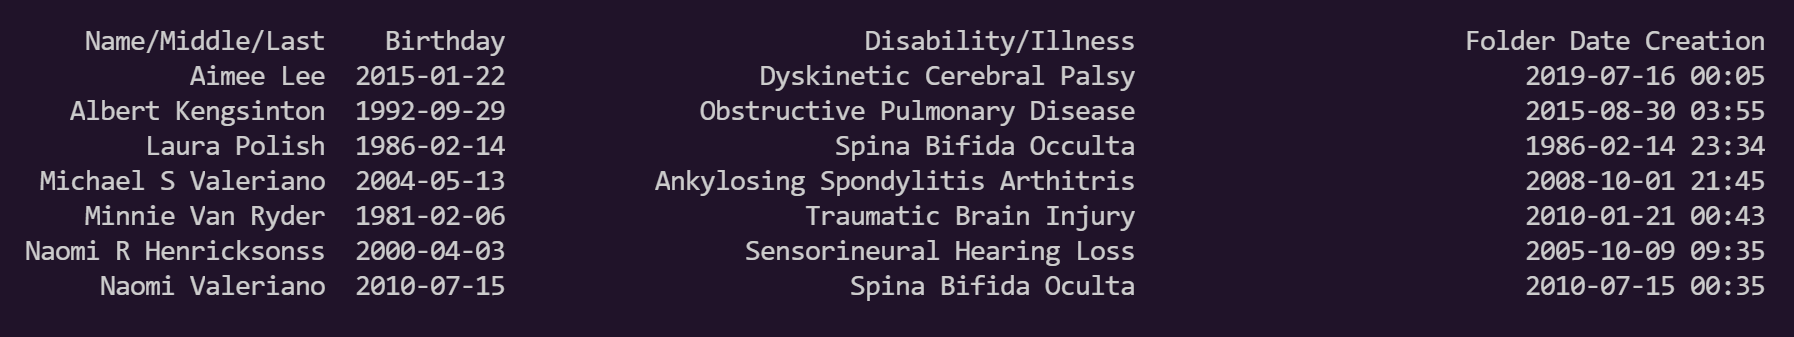 Name/Middle/Last Birthday Disability/Illness Folder Date Creation
Aimee Lee 2015-01-22 Dyskinetic Cerebral Palsy 2019-07-16 00:05
Albert Kengsinton 1992-09-29 Obstructive Pulmonary Disease 2015-08-30 03:55
Laura Polish 1986-02-14 Spina Bifida Occulta 1986-02-14 23:34
Michael S Valeriano 2004-05-13 Ankylosing Spondylitis Arthitris 2008-10-01 21:45
Minnie Van Ryder 1981-02-06 Traumatic Brain Injury 2010-01-21 00:43
Naomi R Henricksonss 2000-04-03 Sensorineural Hearing Loss 2005-10-09 09:35
Naomi Valeriano 2010-07-15 Spina Bifida Oculta 2010-07-15 00:35